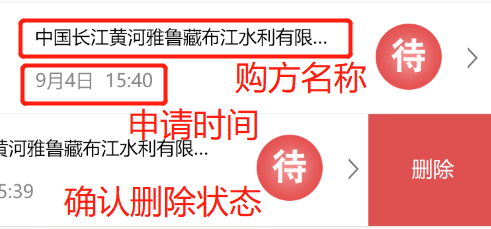 中国长江黄河雅鲁藏布江水利有限...
待
9月4日 15:40
购方名称
申请时间
黄河雅鲁藏布江水利有限...
待
删除
5:39
确认删除状态